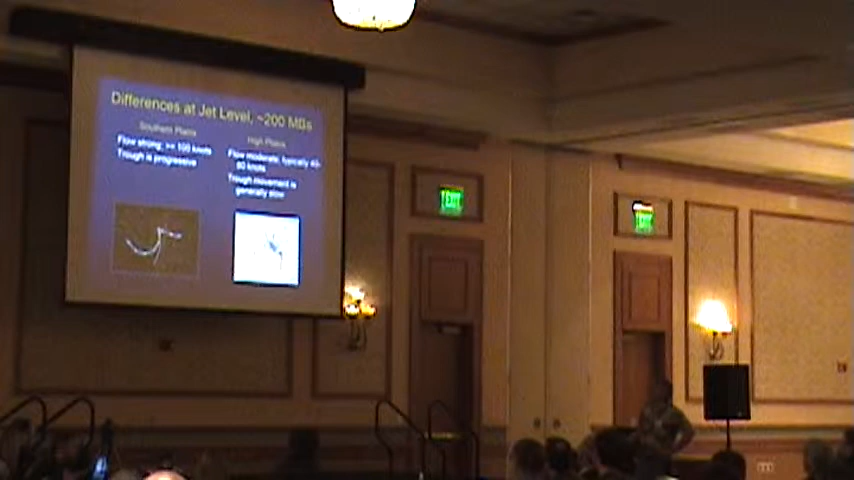 Differences at Jet Level, ~200 MBs
Southern Plains
Flow strong; >= 100 knots
Trough is progressive
High Plains
Flow moderate; typically 40-
80 knots
Trough movement is
generally slow
EXIT
EXIT